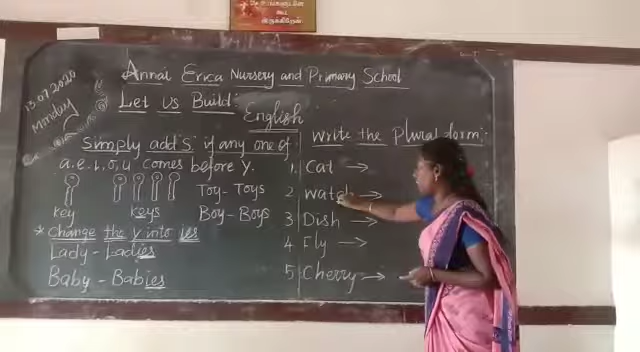 13.07.2020
Monday
Annai Erica Nursery and Primary School
Let us Build:
English
Simply add 's' if any one of
a.e.i,o,u comes before y.
key
keys
Toy - Toys
Boy - Boys
* Change the y into ies
Lady - Ladies
Baby - Babies
Write the Plural form:
1. Cat →
2 Watch →
3 Dish →
4 Fly →
5 Cherry →